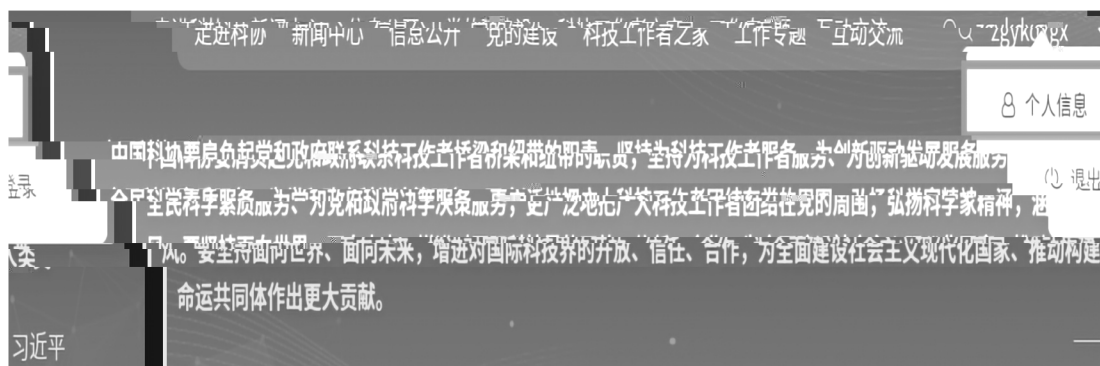 走进科协 新闻中心 信息公开 党的建设 科技工作者之家 工作专题 互动交流 zgykdxgx
个人信息
中国科协要肩负起党和政府联系科技工作者桥梁和纽带的职责，坚持为科技工作者服务、为创新驱动发展服务
退出
登录
全民科学素质服务、为党和政府科学决策服务，更广泛地把广大科技工作者团结在党的周围，弘扬科学家精神，涵
风。要坚持面向世界、面向未来，增进对国际科技界的开放、信任、合作，为全面建设社会主义现代化国家、推动构建
人类
命运共同体作出更大贡献。
习近平